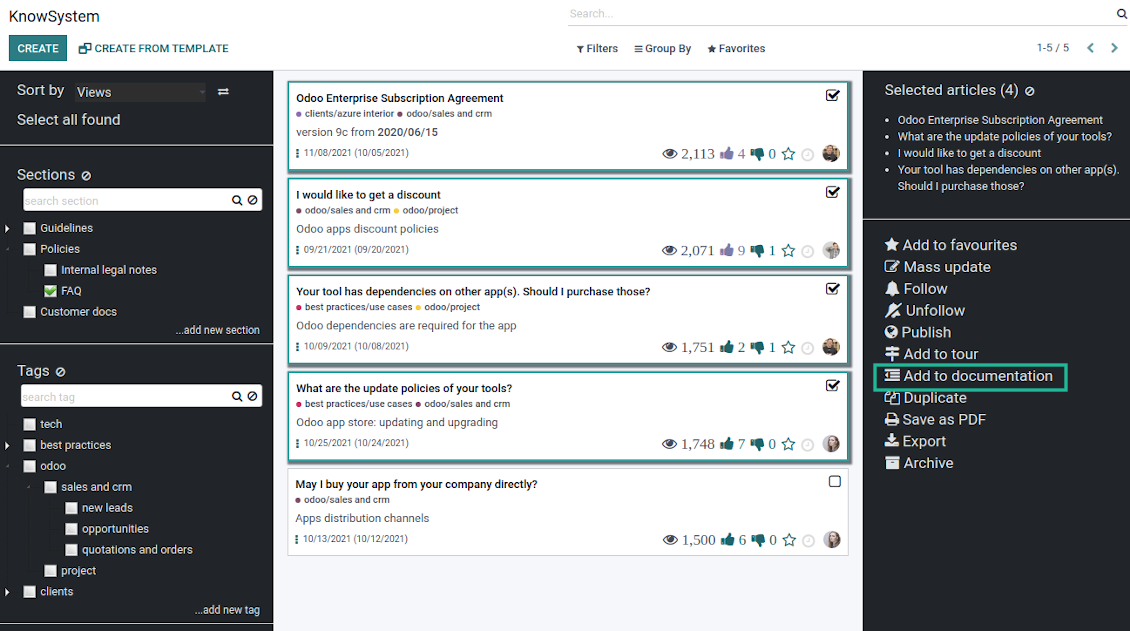 KnowSystem
Search...
CREATE
CREATE FROM TEMPLATE
Filters
Group By
Favorites
1-5 / 5
Sort by
Views
Select all found
Sections
search section
Guidelines
Policies
Internal legal notes
FAQ
Customer docs
...add new section
Tags
search tag
tech
best practices
odoo
sales and crm
new leads
opportunities
quotations and orders
project
clients
...add new tag
Odoo Enterprise Subscription Agreement
clients/azure interior odoo/sales and crm
version 9c from 2020/06/15
11/08/2021 (10/05/2021)
2,113 4 0
I would like to get a discount
odoo/sales and crm odoo/project
Odoo apps discount policies
09/21/2021 (09/20/2021)
2,071 9 1
Your tool has dependencies on other app(s). Should I purchase those?
best practices/use cases odoo/project
Odoo dependencies are required for the app
10/09/2021 (10/08/2021)
1,751 2 1
What are the update policies of your tools?
best practices/use cases odoo/sales and crm
Odoo app store: updating and upgrading
10/25/2021 (10/24/2021)
1,748 7 0
May I buy your app from your company directly?
odoo/sales and crm
Apps distribution channels
10/13/2021 (10/12/2021)
1,500 6 0
Selected articles (4)
Odoo Enterprise Subscription Agreement
What are the update policies of your tools?
I would like to get a discount
Your tool has dependencies on other app(s).
Should I purchase those?
Add to favourites
Mass update
Follow
Unfollow
Publish
Add to tour
Add to documentation
Duplicate
Save as PDF
Export
Archive